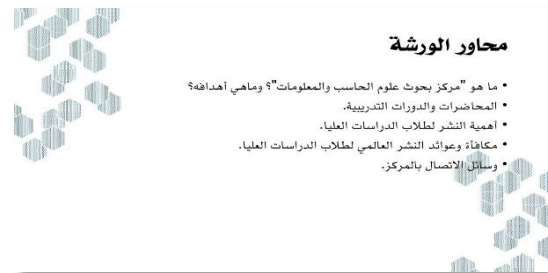 محاور الورشة
• ما هو "مركز بحوث علوم الحاسب والمعلومات"؟ وماهي أهدافه؟
• المحاضرات والدورات التدريبية.
• أهمية النشر لطلاب الدراسات العليا.
• مكافآة وعوائد النشر العالمي لطلاب الدراسات العليا.
• وسائل الاتصال بالمركز.